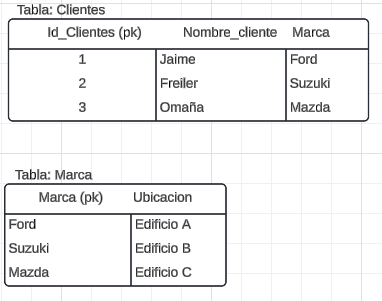 Tabla: Clientes
Id_Clientes (pk) Nombre_cliente Marca
1 Jaime Ford
2 Freiler Suzuki
3 Omaña Mazda
Tabla: Marca
Marca (pk) Ubicacion
Ford Edificio A
Suzuki Edificio B
Mazda Edificio C